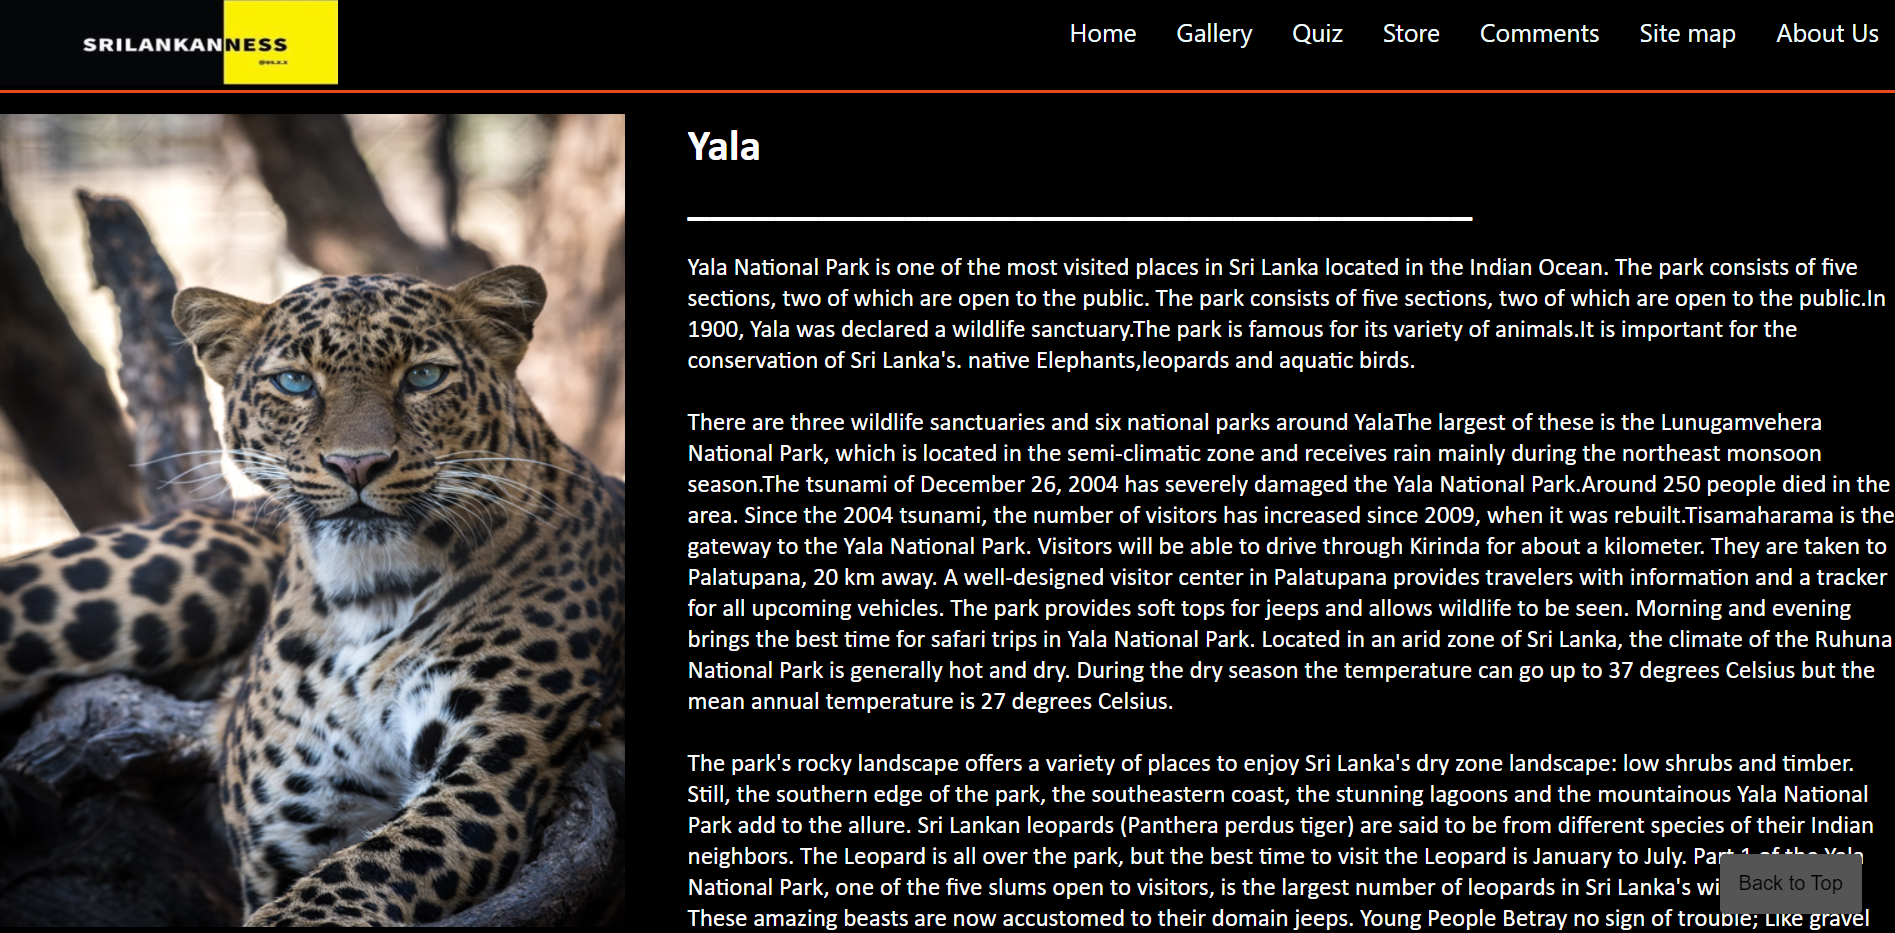 SRILANKANNESS
Home Gallery Quiz Store Comments Site map About Us
Yala
Yala National Park is one of the most visited places in Sri Lanka located in the Indian Ocean. The park consists of five
sections, two of which are open to the public. The park consists of five sections, two of which are open to the public.In
1900, Yala was declared a wildlife sanctuary.The park is famous for its variety of animals.It is important for the
conservation of Sri Lanka's. native Elephants,leopards and aquatic birds.
There are three wildlife sanctuaries and six national parks around YalaThe largest of these is the Lunugamvehera
National Park, which is located in the semi-climatic zone and receives rain mainly during the northeast monsoon
season.The tsunami of December 26, 2004 has severely damaged the Yala National Park.Around 250 people died in the
area. Since the 2004 tsunami, the number of visitors has increased since 2009, when it was rebuilt.Tisamaharama is the
gateway to the Yala National Park. Visitors will be able to drive through Kirinda for about a kilometer. They are taken to
Palatupana, 20 km away. A well-designed visitor center in Palatupana provides travelers with information and a tracker
for all upcoming vehicles. The park provides soft tops for jeeps and allows wildlife to be seen. Morning and evening
brings the best time for safari trips in Yala National Park. Located in an arid zone of Sri Lanka, the climate of the Ruhuna
National Park is generally hot and dry. During the dry season the temperature can go up to 37 degrees Celsius but the
mean annual temperature is 27 degrees Celsius.
The park's rocky landscape offers a variety of places to enjoy Sri Lanka's dry zone landscape: low shrubs and timber.
Still, the southern edge of the park, the southeastern coast, the stunning lagoons and the mountainous Yala National
Park add to the allure. Sri Lankan leopards (Panthera perdus tiger) are said to be from different species of their Indian
neighbors. The Leopard is all over the park, but the best time to visit the Leopard is January to July. Part 1 of the Yala
National Park, one of the five slums open to visitors, is the largest number of leopards in Sri Lanka's
These amazing beasts are now accustomed to their domain jeeps. Young People Betray no sign of trouble; Like gravel
Back to Top